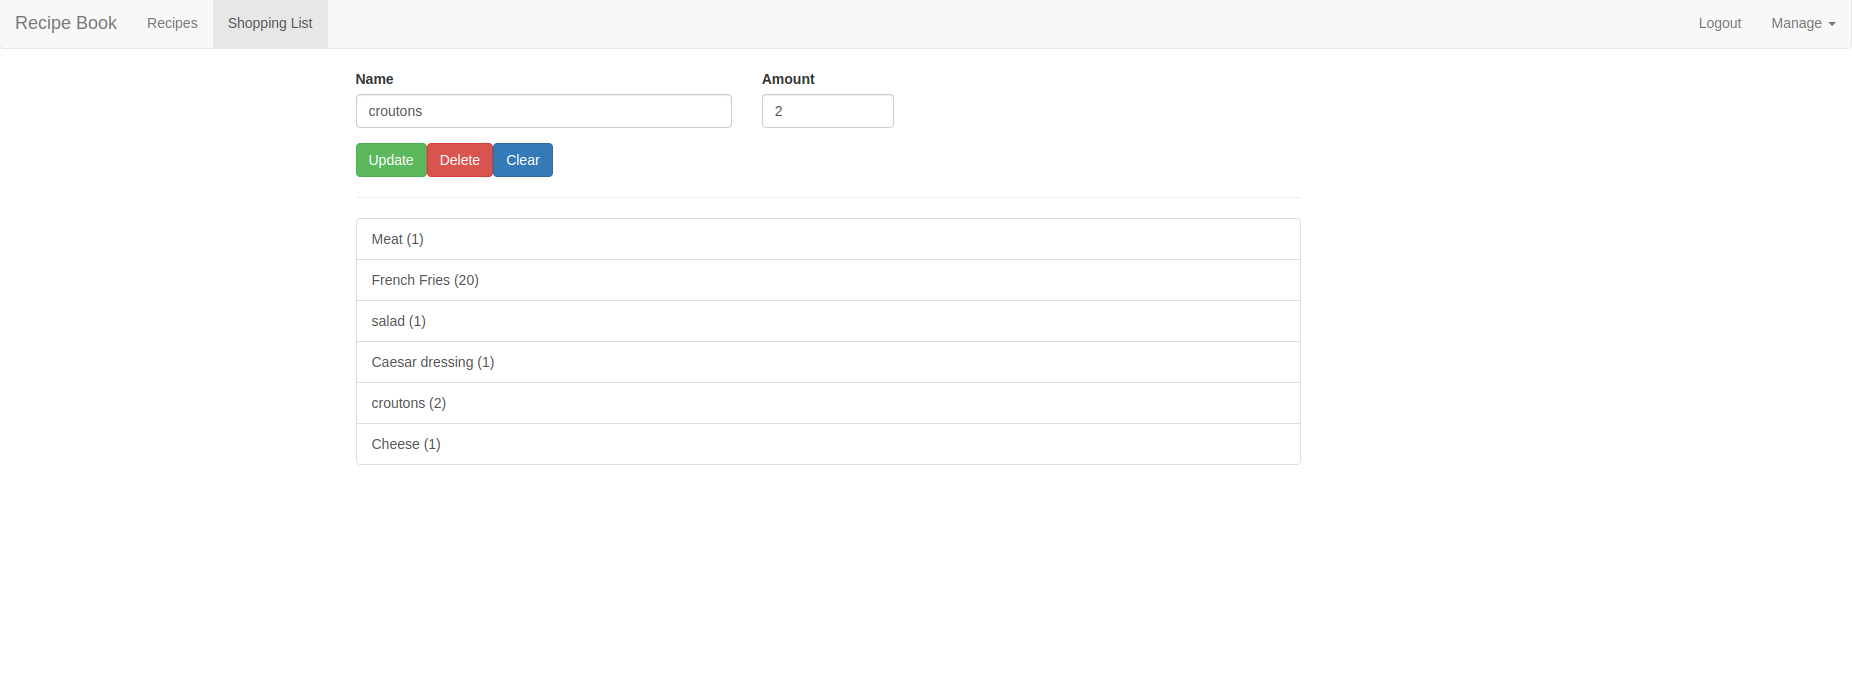 Recipe Book Recipes Shopping List Logout Manage
Name Amount
croutons 2
Update Delete Clear
Meat (1)
French Fries (20)
salad (1)
Caesar dressing (1)
croutons (2)
Cheese (1)